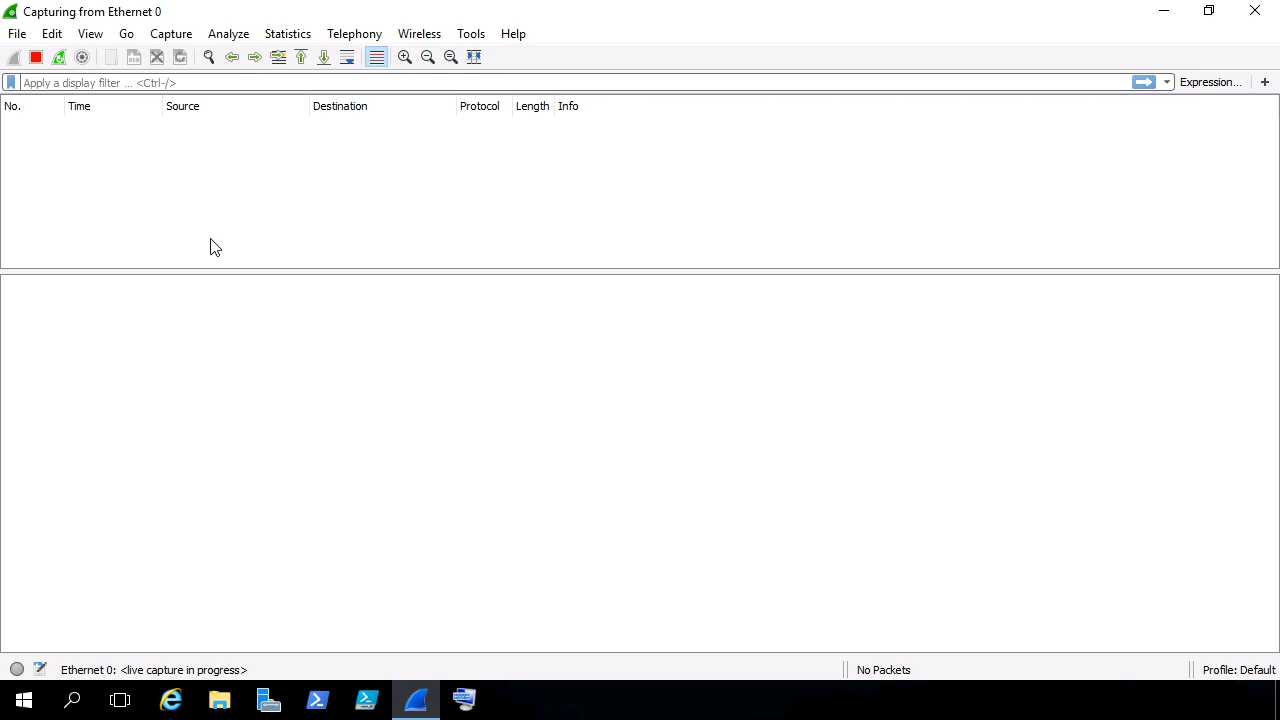 Capturing from Ethernet 0
File Edit View Go Capture Analyze Statistics Telephony Wireless Tools Help
Apply a display filter ... <Ctrl-/> Expression... +
No. Time Source Destination Protocol Length Info
Ethernet 0: <live capture in progress> No Packets Profile: Default